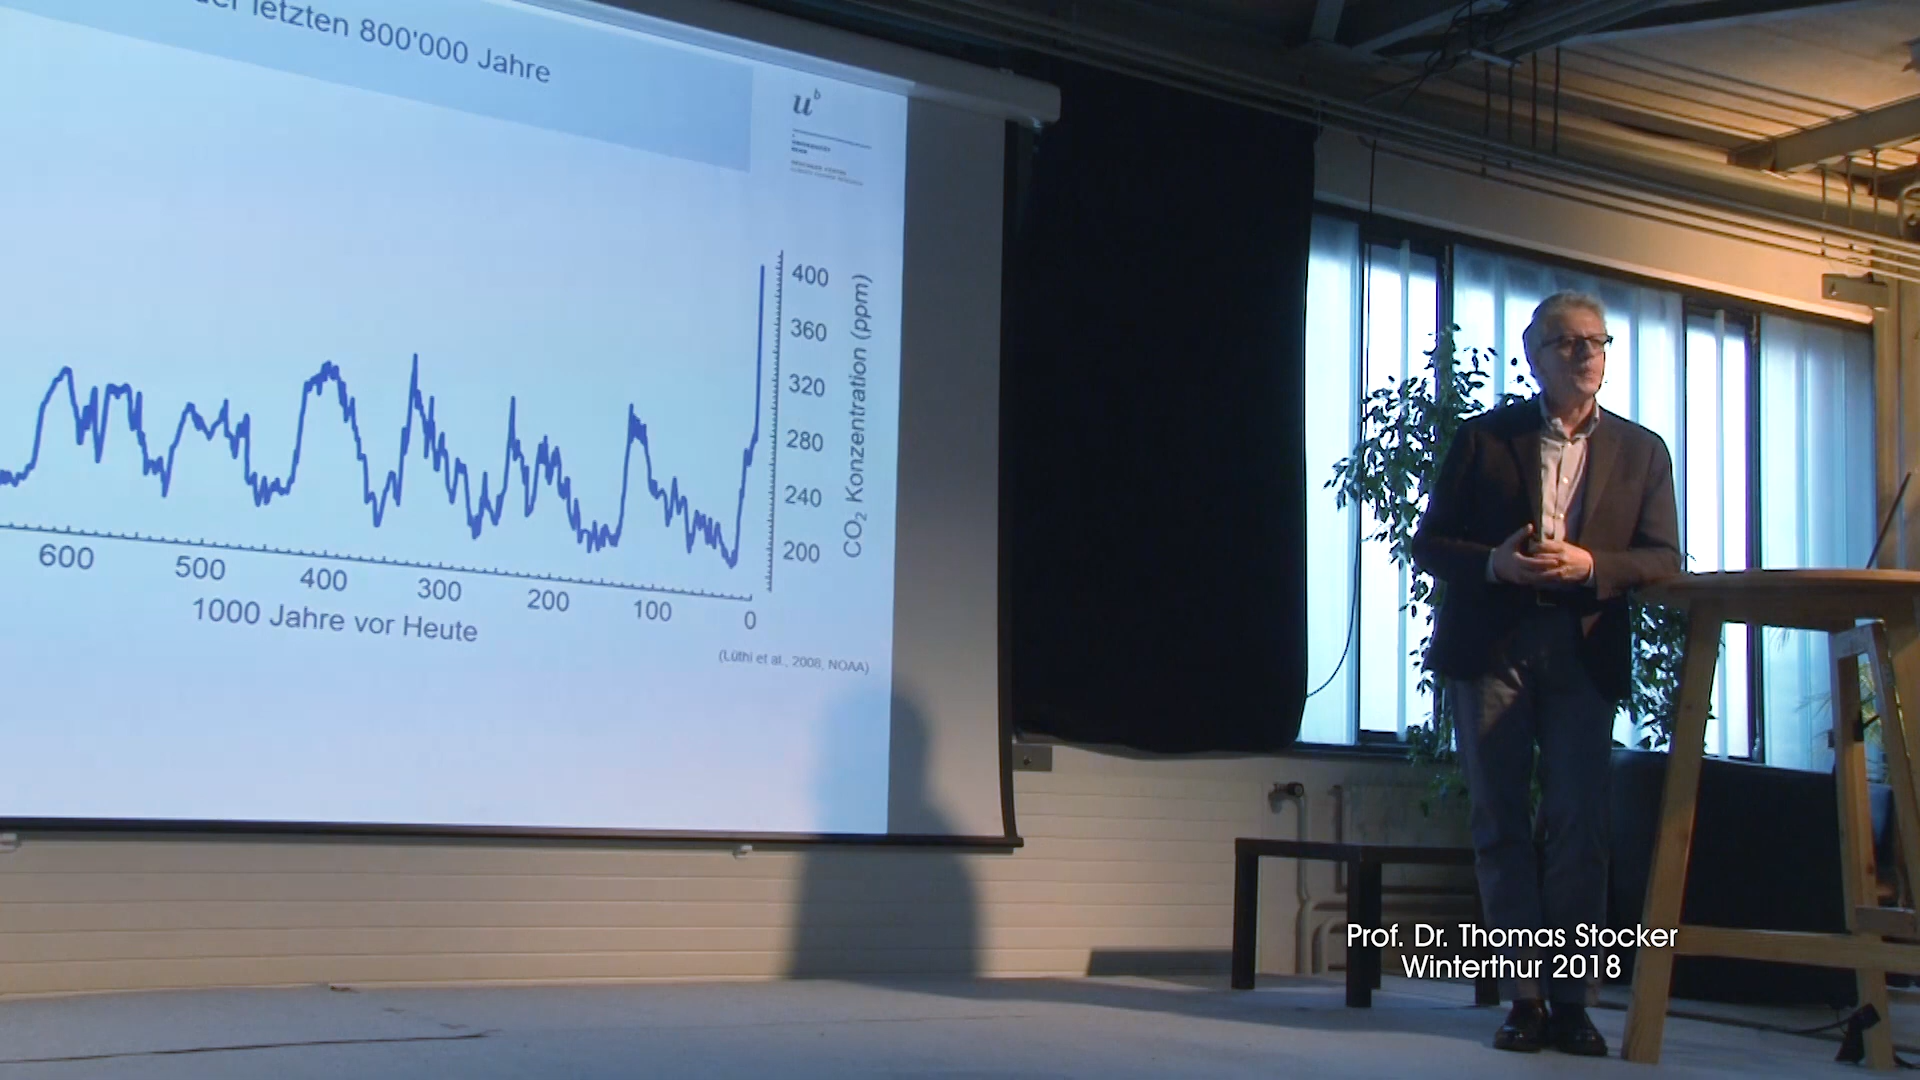 der letzten 800'000 Jahre
u b
400
360
320
280
240
200
CO₂ Konzentration (ppm)
600
500
400
300
200
100
0
1000 Jahre vor Heute
(Lüthi et al., 2008, NOAA)
Prof. Dr. Thomas Stocker
Winterthur 2018